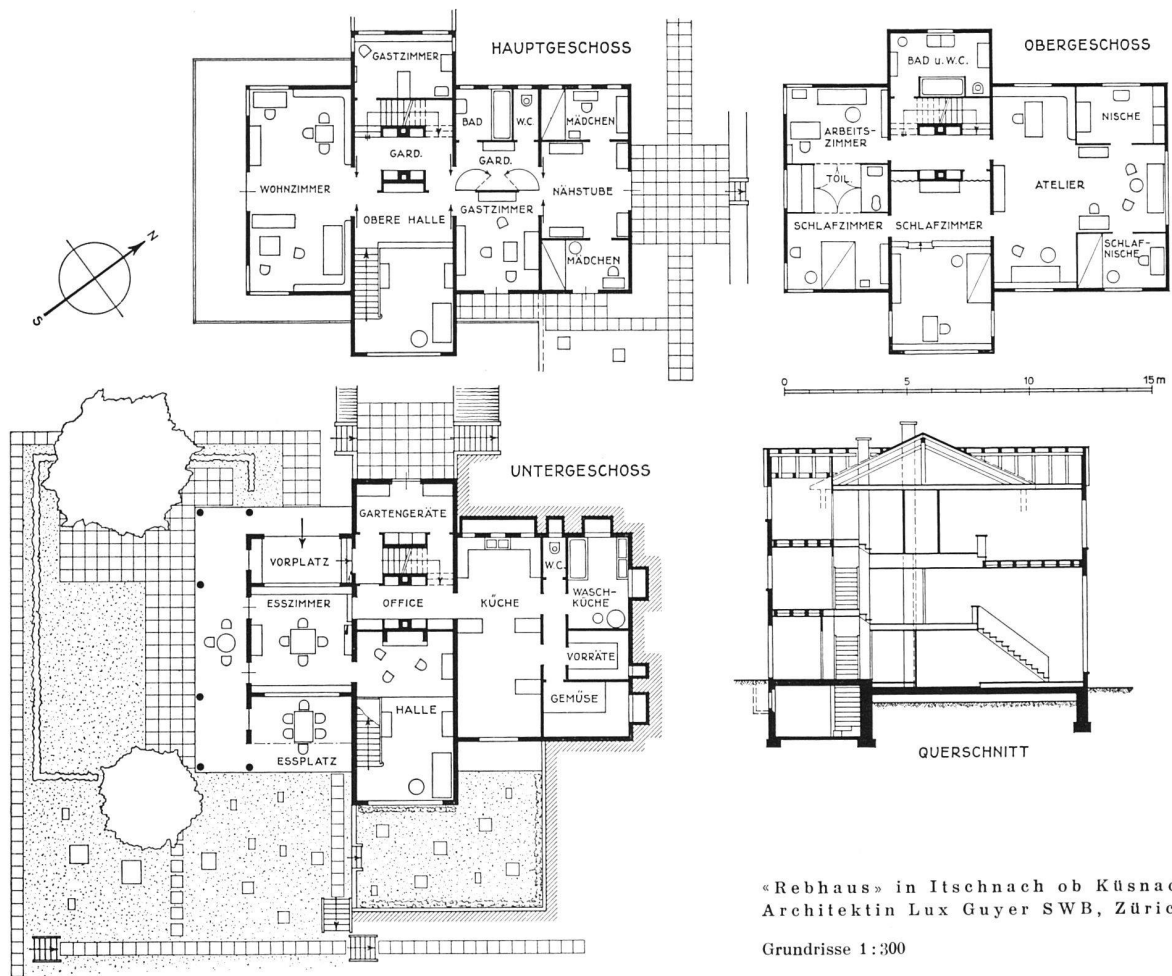 HAUPTGESCHOSS
GASTZIMMER
BAD
W.C.
MÄDCHEN
GARD.
GARD.
WOHNZIMMER
NÄHSTUBE
GASTZIMMER
OBERE HALLE
MÄDCHEN
N
S
OBERGESCHOSS
BAD u. W.C.
NISCHE
ARBEITS-
ZIMMER
TOIL.
ATELIER
SCHLAFZIMMER
SCHLAFZIMMER
SCHLAF-
NISCHE
0 5 10 15 m
UNTERGESCHOSS
GARTENGERÄTE
VORPLATZ
W.C.
ESSZIMMER
OFFICE
KÜCHE
WASCH-
KÜCHE
VORRÄTE
GEMÜSE
HALLE
ESSPLATZ
QUERSCHNITT
«Rebhaus» in Itschnach ob Küsnac
Architektin Lux Guyer SWB, Züric
Grundrisse 1:300